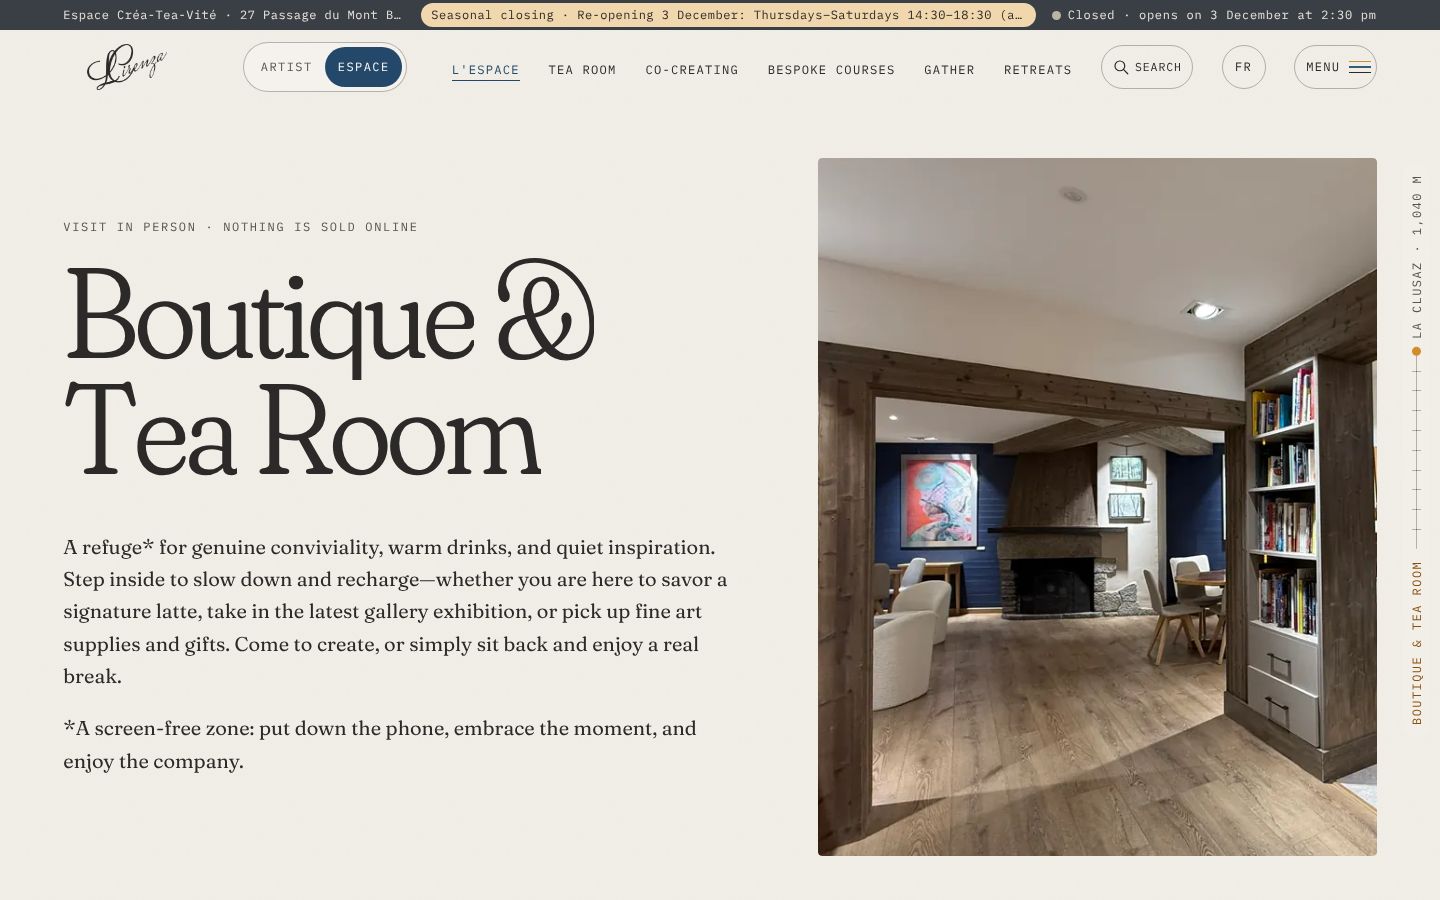 Espace Créa-Tea-Vité · 27 Passage du Mont B…
Seasonal closing · Re-opening 3 December: Thursdays–Saturdays 14:30–18:30 (a…
Closed · opens on 3 December at 2:30 pm
Lirenza
ARTIST
ESPACE
L'ESPACE
TEA ROOM
CO-CREATING
BESPOKE COURSES
GATHER
RETREATS
SEARCH
FR
MENU
VISIT IN PERSON · NOTHING IS SOLD ONLINE
Boutique &
Tea Room
A refuge* for genuine conviviality, warm drinks, and quiet inspiration.
Step inside to slow down and recharge—whether you are here to savor a
signature latte, take in the latest gallery exhibition, or pick up fine art
supplies and gifts. Come to create, or simply sit back and enjoy a real
break.
*A screen-free zone: put down the phone, embrace the moment, and
enjoy the company.
LA CLUSAZ · 1,040 M
BOUTIQUE & TEA ROOM